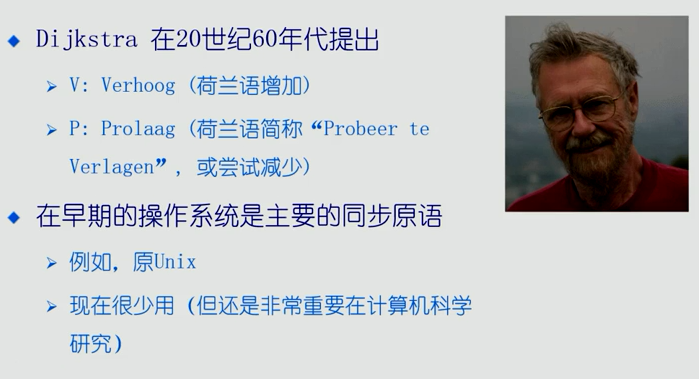 Dijkstra 在20世纪60年代提出
V: Verhoog (荷兰语增加)
P: Prolaag (荷兰语简称“Probeer te
Verlagen”, 或尝试减少)
在早期的操作系统是主要的同步原语
例如, 原Unix
现在很少用 (但还是非常重要在计算机科学
研究)